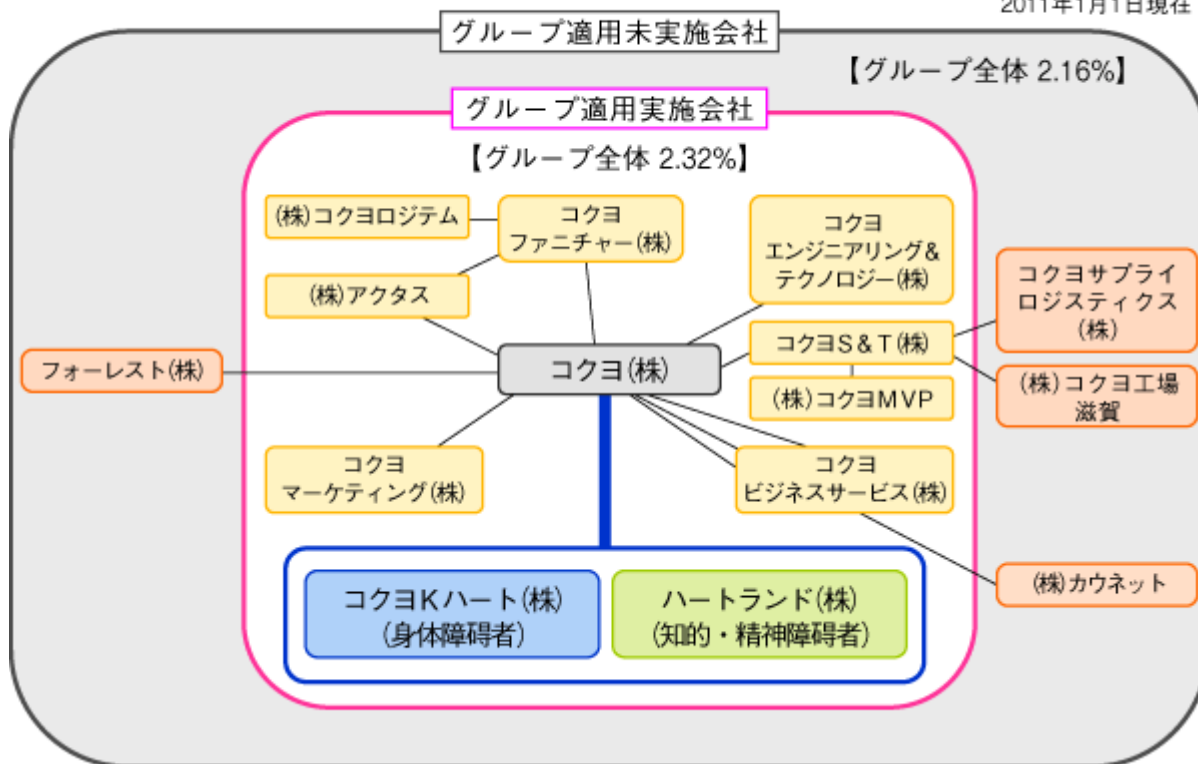 2011年1月1日現在
グループ適用未実施会社
【グループ全体 2.16%】
グループ適用実施会社
【グループ全体 2.32%】
(株)コクヨロジテム
コクヨ
ファニチャー(株)
コクヨ
エンジニアリング&
テクノロジー(株)
(株)アクタス
コクヨサプライ
ロジスティクス
(株)
コクヨS&T(株)
フォーレスト(株)
コクヨ(株)
(株)コクヨMVP
(株)コクヨ工場
滋賀
コクヨ
マーケティング(株)
コクヨ
ビジネスサービス(株)
(株)カウネット
コクヨKハート(株)
(身体障碍者)
ハートランド(株)
(知的・精神障碍者)